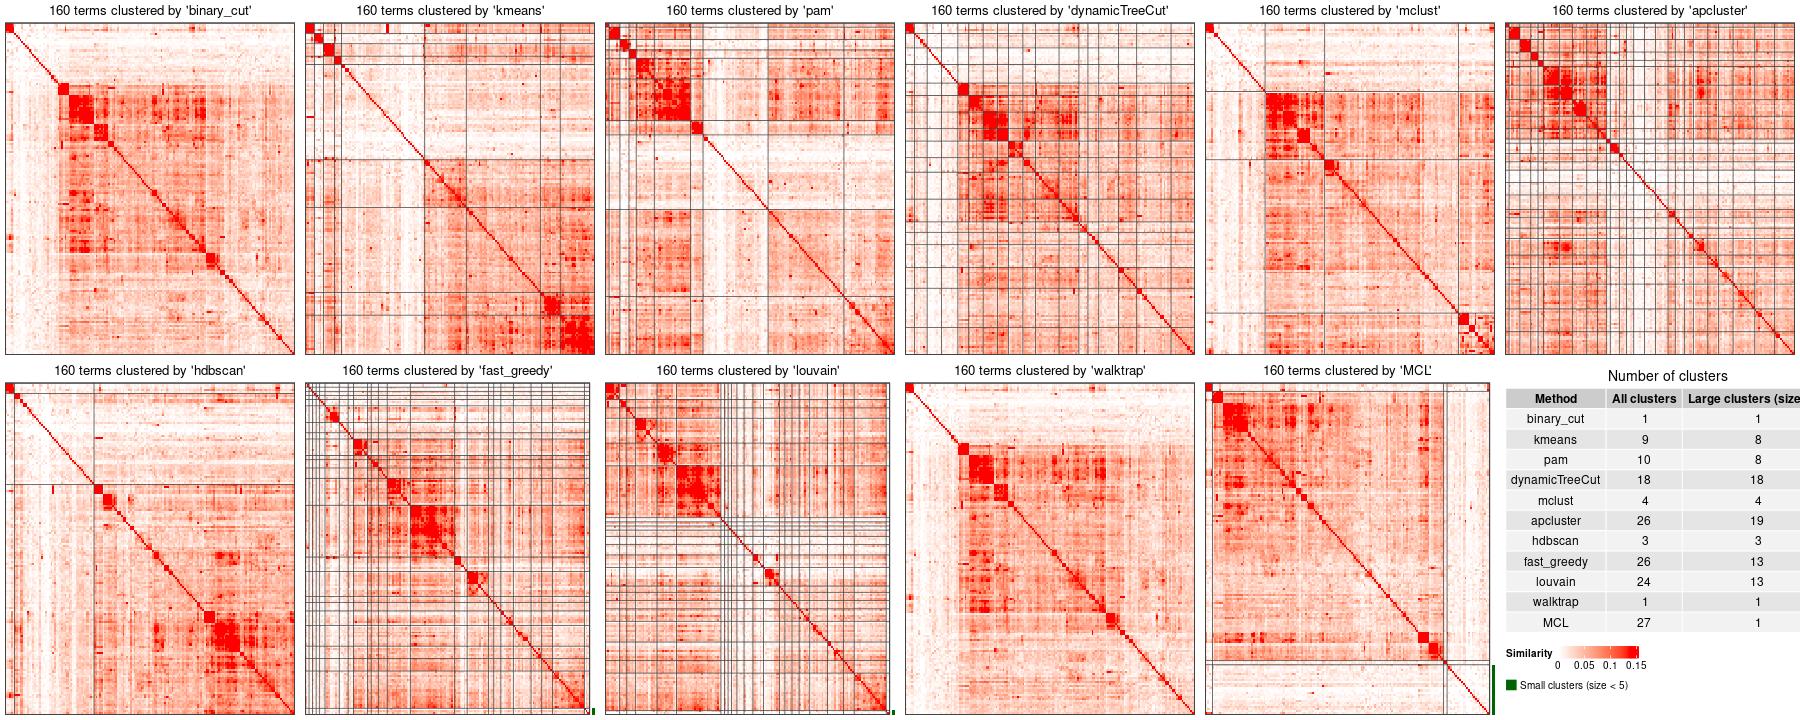 160 terms clustered by 'binary_cut'
160 terms clustered by 'kmeans'
160 terms clustered by 'pam'
160 terms clustered by 'dynamicTreeCut'
160 terms clustered by 'mclust'
160 terms clustered by 'apcluster'
160 terms clustered by 'hdbscan'
160 terms clustered by 'fast_greedy'
160 terms clustered by 'louvain'
160 terms clustered by 'walktrap'
160 terms clustered by 'MCL'
Number of clusters
Method All clusters Large clusters (size
binary_cut 1 1
kmeans 9 8
pam 10 8
dynamicTreeCut 18 18
mclust 4 4
apcluster 26 19
hdbscan 3 3
fast_greedy 26 13
louvain 24 13
walktrap 1 1
MCL 27 1
Similarity
0 0.05 0.1 0.15
Small clusters (size < 5)